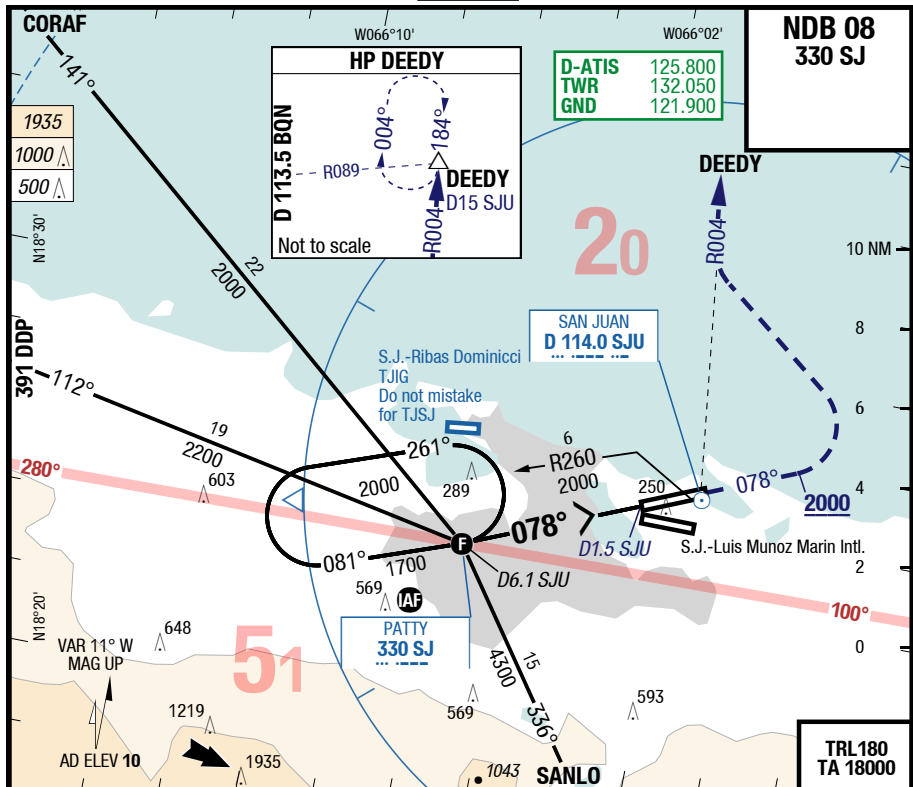 CORAF
141°
22
2000
1935
1000
500
N18°30'
W066°10'
W066°02'
HP DEEDY
D 113.5 BQN
004°
184°
R089
DEEDY
D15 SJU
R004
Not to scale
D-ATIS 125.800
TWR 132.050
GND 121.900
NDB 08
330 SJ
DEEDY
R004
20
10 NM
8
6
4
2
0
SAN JUAN
D 114.0 SJU
S.J.-Ribas Dominicci
TJIG
Do not mistake
for TJSJ
391 DDP
112°
19
2200
280°
603
261°
2000
289
6
R260
2000
250
078°
2000
078°
D1.5 SJU
S.J.-Luis Munoz Marin Intl.
081°
1700
F
D6.1 SJU
100°
569
IAF
PATTY
330 SJ
N18°20'
648
VAR 11° W
MAG UP
51
15
4300
336°
569
593
1219
1935
AD ELEV 10
1043
SANLO
TRL180
TA 18000